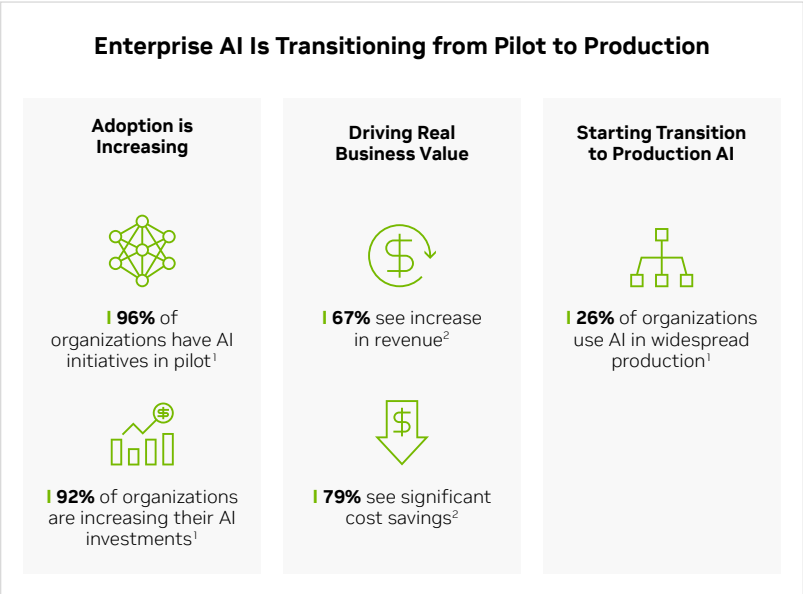 Enterprise AI Is Transitioning from Pilot to Production
Adoption is
Increasing
96% of
organizations have AI
initiatives in pilot¹
92% of organizations
are increasing their AI
investments¹
Driving Real
Business Value
67% see increase
in revenue²
79% see significant
cost savings²
Starting Transition
to Production AI
26% of organizations
use AI in widespread
production¹